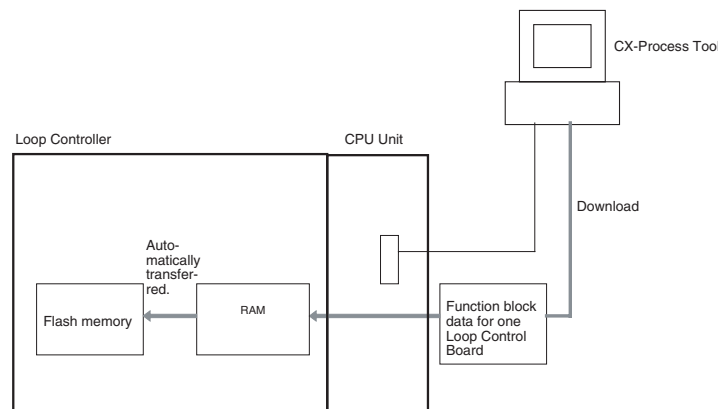 CX-Process Tool
Loop Controller
CPU Unit
Download
Auto-
matically
transfer-
red.
Flash memory
RAM
Function block
data for one
Loop Control
Board